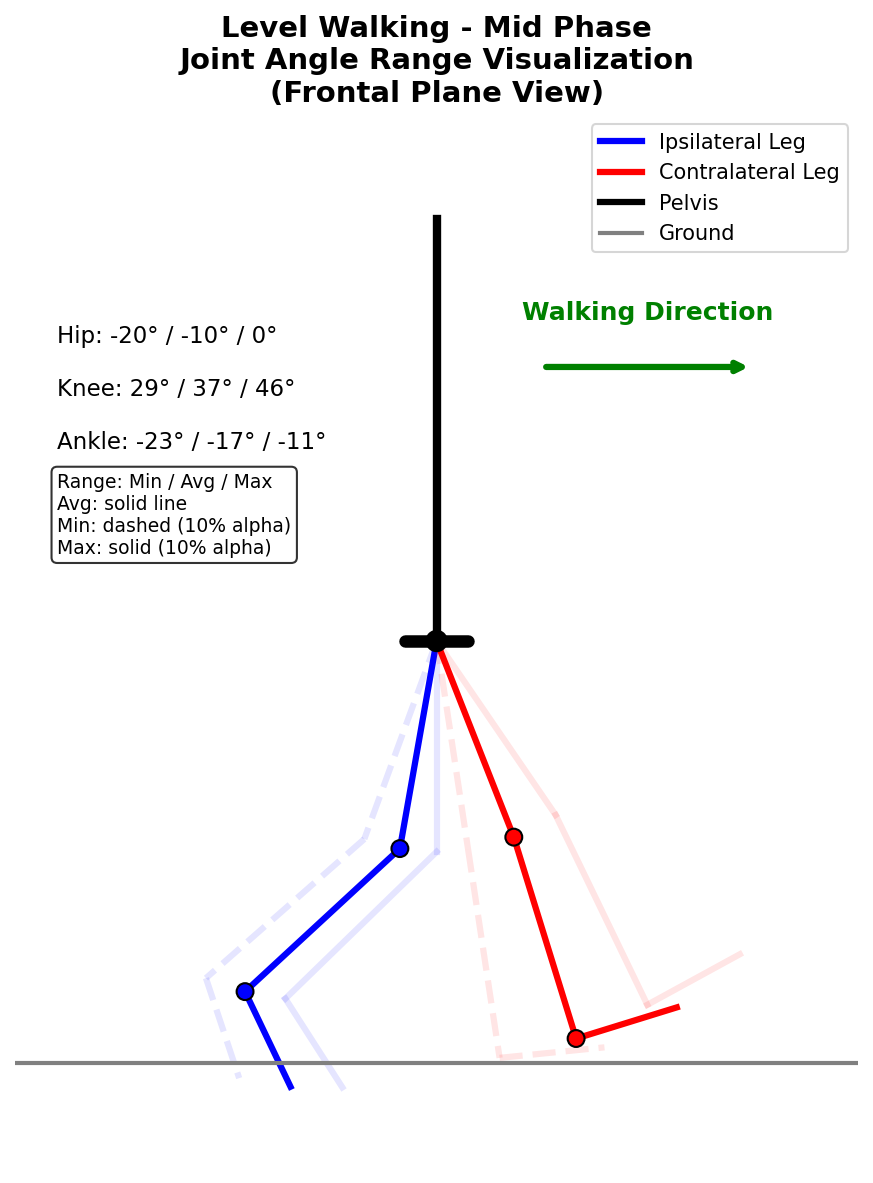 Level Walking - Mid Phase
Joint Angle Range Visualization
(Frontal Plane View)
Ipsilateral Leg
Contralateral Leg
Pelvis
Ground
Walking Direction
Hip: -20° / -10° / 0°
Knee: 29° / 37° / 46°
Ankle: -23° / -17° / -11°
Range: Min / Avg / Max
Avg: solid line
Min: dashed (10% alpha)
Max: solid (10% alpha)